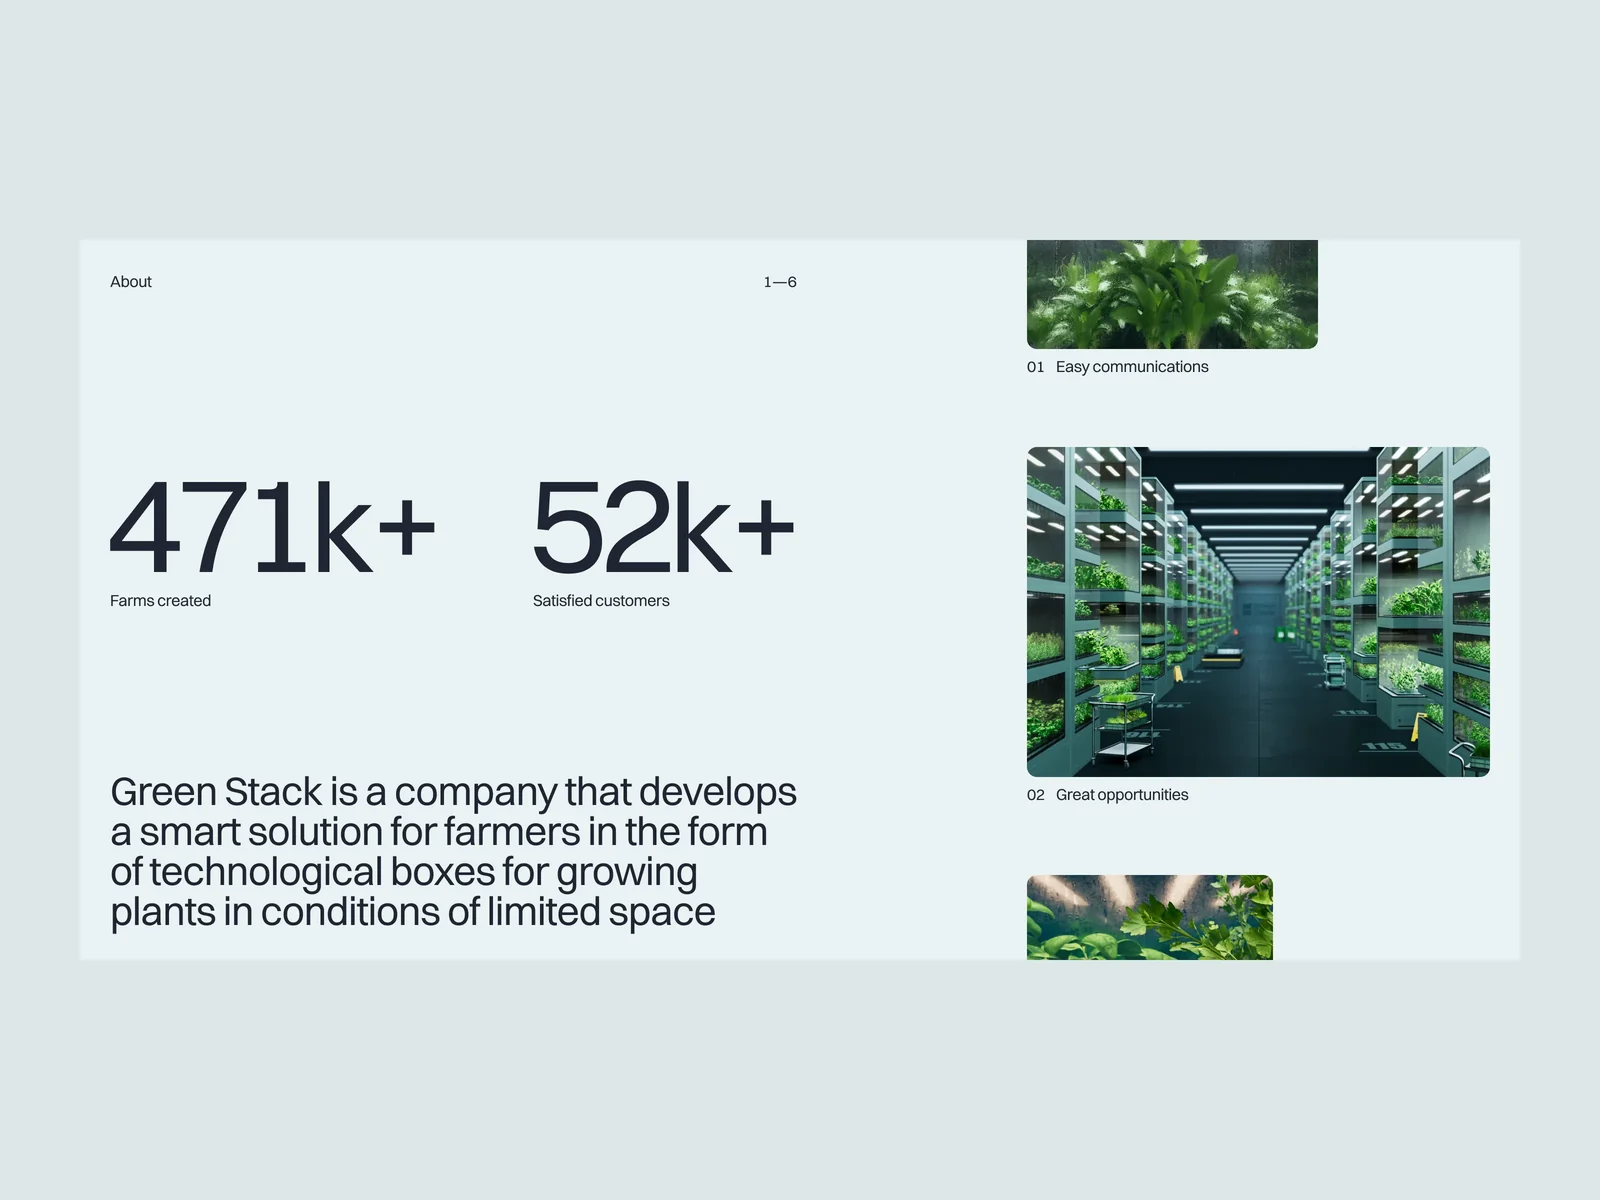 About
1—6
471k+
Farms created
52k+
Satisfied customers
Green Stack is a company that develops
a smart solution for farmers in the form
of technological boxes for growing
plants in conditions of limited space
01 Easy communications
02 Great opportunities
115